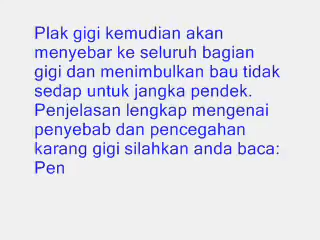 Plak gigi kemudian akan
menyebar ke seluruh bagian
gigi dan menimbulkan bau tidak
sedap untuk jangka pendek.
Penjelasan lengkap mengenai
penyebab dan pencegahan
karang gigi silahkan anda baca:
Pen